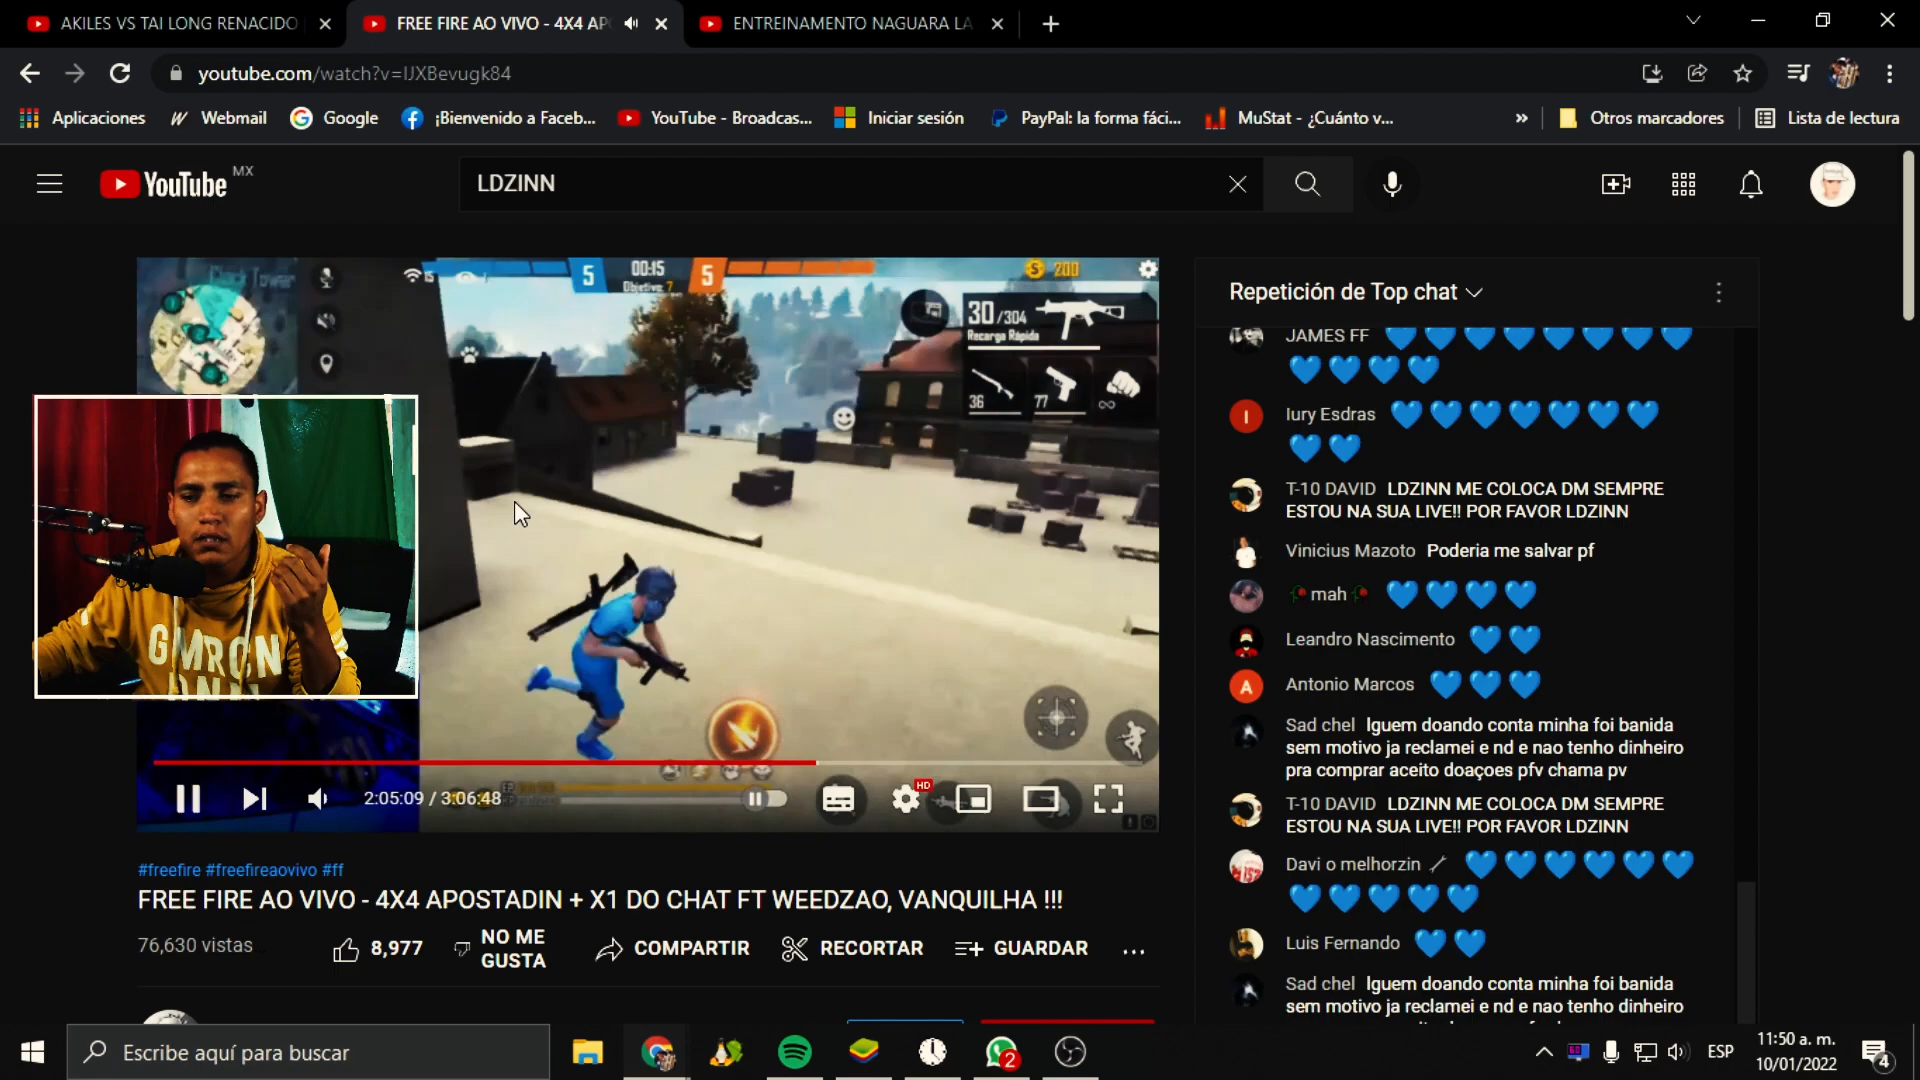 AKILES VS TAI LONG RENACIDO
FREE FIRE AO VIVO - 4X4 AP
ENTREINAMENTO NAGUARA LA
youtube.com/watch?v=IJXBevugk84
Aplicaciones
Webmail
Google
¡Bienvenido a Faceb...
YouTube - Broadcas...
Iniciar sesión
PayPal: la forma fáci...
MuStat - ¿Cuánto v...
»
Otros marcadores
Lista de lectura
YouTube MX
LDZINN
Clock Tower
5
00:15
5
Objetivo: 7
200
30/304
Recarga Rápida
36
77
∞
GMRCN
2:05:09 / 3:06:48
HD
Repetición de Top chat
JAMES FF 💙💙💙💙💙💙💙💙
💙💙💙💙
I
Iury Esdras 💙💙💙💙💙💙💙
💙💙
T-10 DAVID LDZINN ME COLOCA DM SEMPRE
ESTOU NA SUA LIVE!! POR FAVOR LDZINN
Vinicius Mazoto Poderia me salvar pf
🥀mah🥀 💙💙💙💙
Leandro Nascimento 💙💙
A
Antonio Marcos 💙💙💙
Sad chel Iguem doando conta minha foi banida
sem motivo ja reclamei e nd e nao tenho dinheiro
pra comprar aceito doaçoes pfv chama pv
T-10 DAVID LDZINN ME COLOCA DM SEMPRE
ESTOU NA SUA LIVE!! POR FAVOR LDZINN
Davi o melhorzin 💙💙💙💙💙💙
💙💙💙💙💙
Luis Fernando 💙💙
Sad chel Iguem doando conta minha foi banida
sem motivo ja reclamei e nd e nao tenho dinheiro
#freefire #freefireaovivo #ff
FREE FIRE AO VIVO - 4X4 APOSTADIN + X1 DO CHAT FT WEEDZAO, VANQUILHA !!!
76,630 vistas
8,977
NO ME
GUSTA
COMPARTIR
RECORTAR
GUARDAR
...
Escribe aquí para buscar
2
ESP
11:50 a. m.
10/01/2022
4